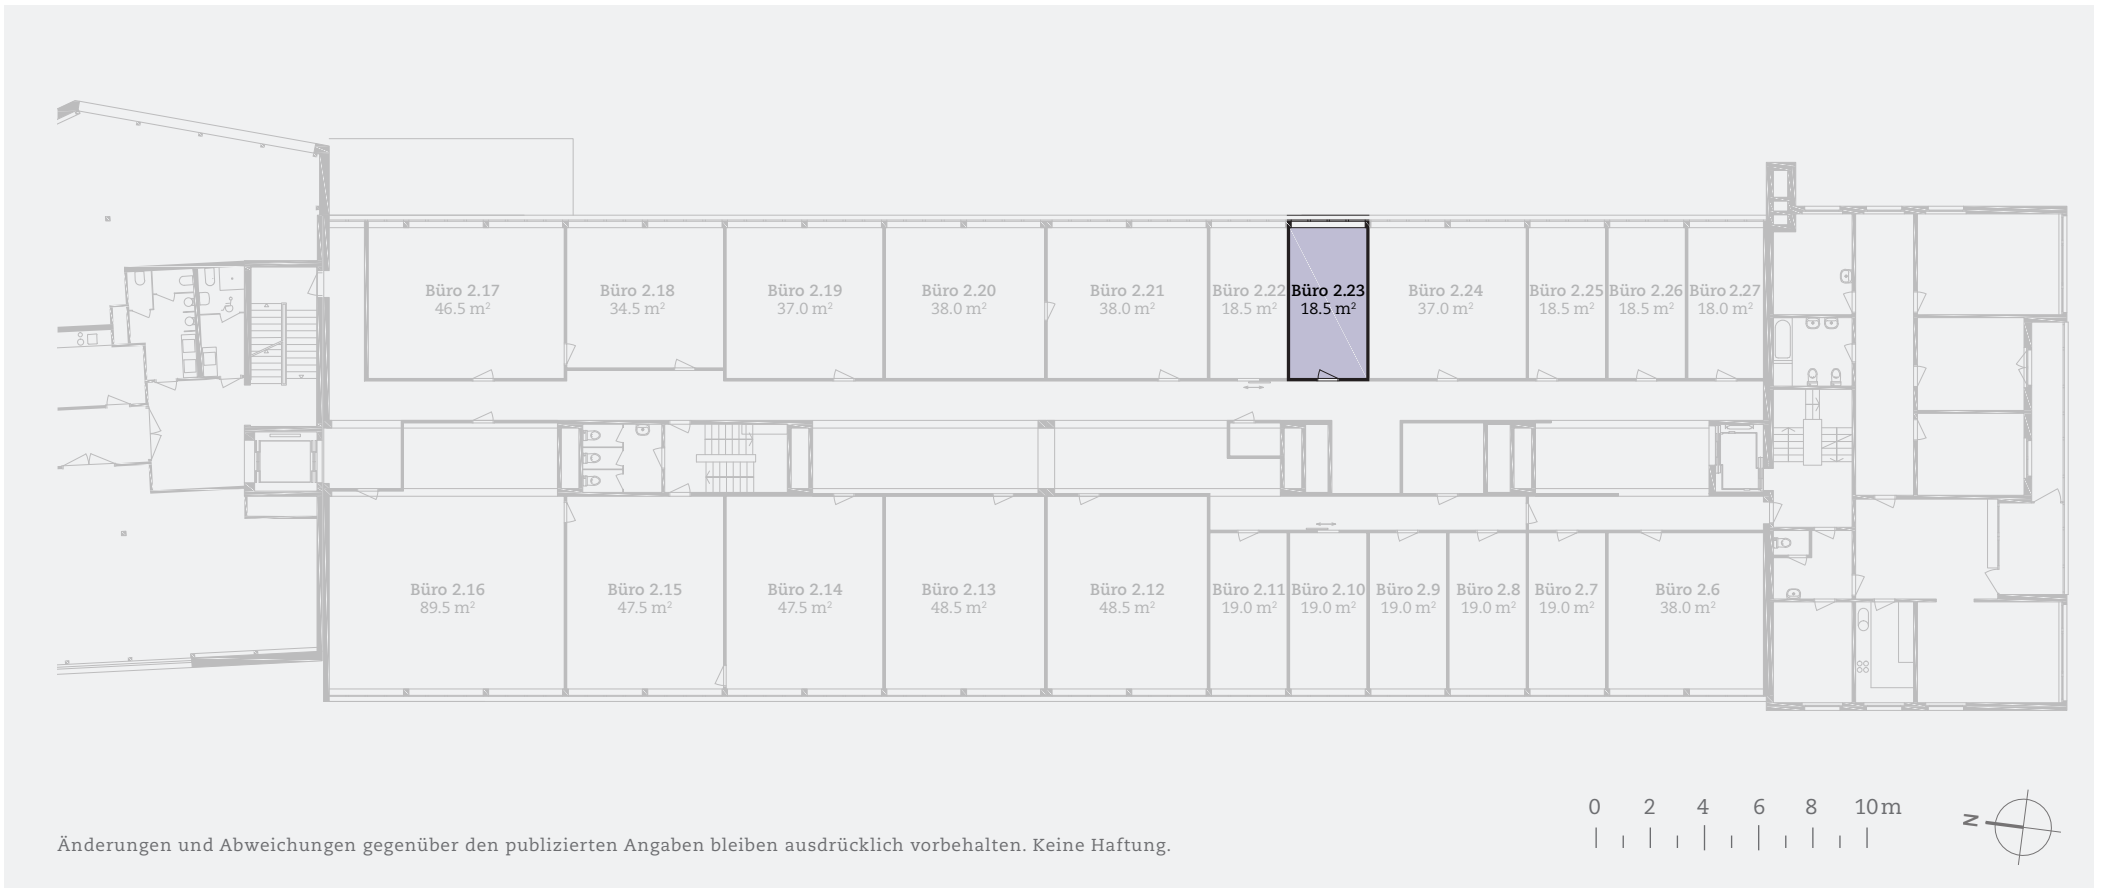 Büro 2.17
46.5 m²
Büro 2.18
34.5 m²
Büro 2.19
37.0 m²
Büro 2.20
38.0 m²
Büro 2.21
38.0 m²
Büro 2.22
18.5 m²
Büro 2.23
18.5 m²
Büro 2.24
37.0 m²
Büro 2.25
18.5 m²
Büro 2.26
18.5 m²
Büro 2.27
18.0 m²
Büro 2.16
89.5 m²
Büro 2.15
47.5 m²
Büro 2.14
47.5 m²
Büro 2.13
48.5 m²
Büro 2.12
48.5 m²
Büro 2.11
19.0 m²
Büro 2.10
19.0 m²
Büro 2.9
19.0 m²
Büro 2.8
19.0 m²
Büro 2.7
19.0 m²
Büro 2.6
38.0 m²
0 2 4 6 8 10 m
N
Änderungen und Abweichungen gegenüber den publizierten Angaben bleiben ausdrücklich vorbehalten. Keine Haftung.